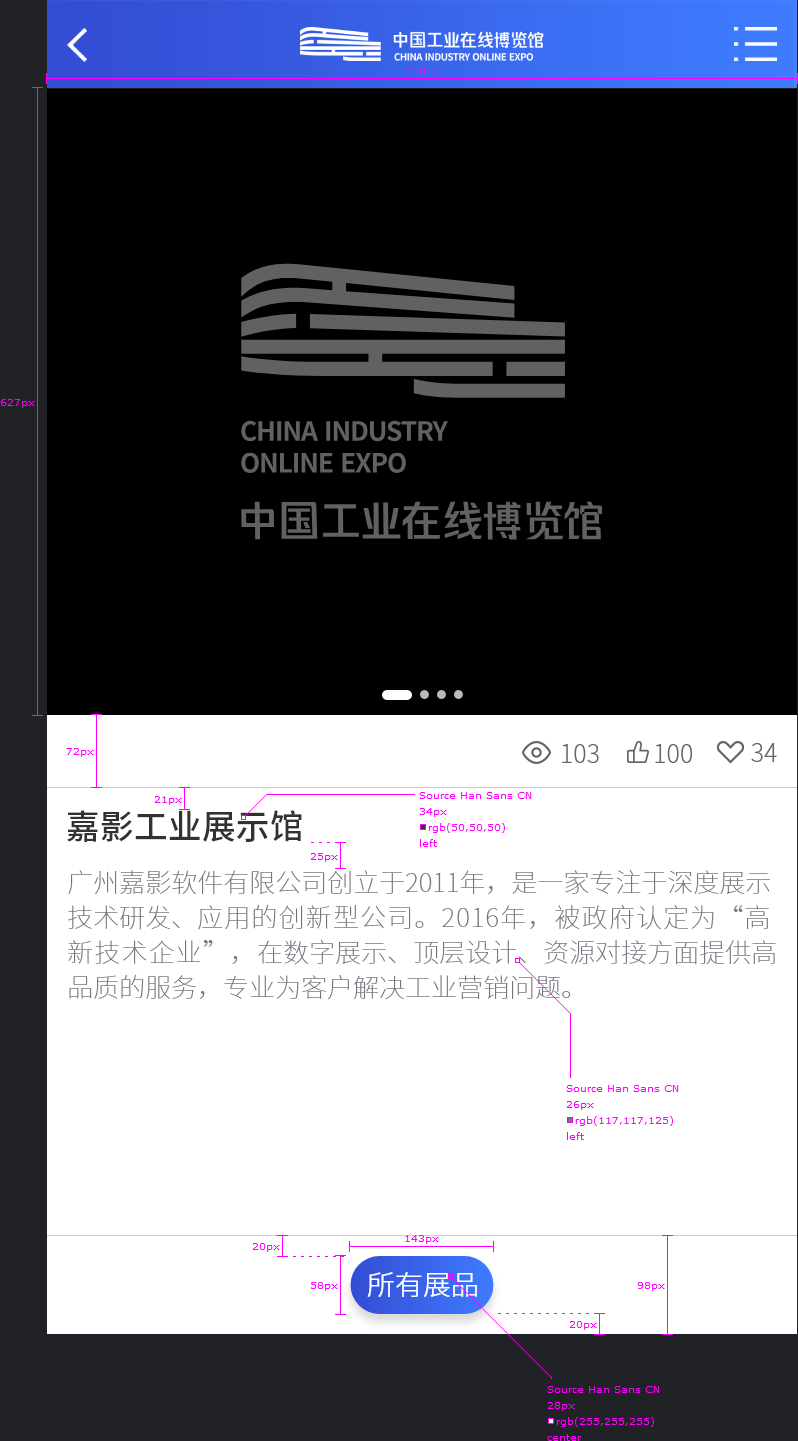 中国工业在线博览馆
CHINA INDUSTRY ONLINE EXPO
CHINA INDUSTRY
ONLINE EXPO
中国工业在线博览馆
627px
72px
103 100 34
21px
嘉影工业展示馆
Source Han Sans CN
34px
rgb(50,50,50)
left
25px
广州嘉影软件有限公司创立于2011年，是一家专注于深度展示
技术研发、应用的创新型公司。2016年，被政府认定为“高
新技术企业”，在数字展示、顶层设计、资源对接方面提供高
品质的服务，专业为客户解决工业营销问题。
Source Han Sans CN
26px
rgb(117,117,125)
left
143px
20px
58px
所有展品
98px
20px
Source Han Sans CN
28px
rgb(255,255,255)
center